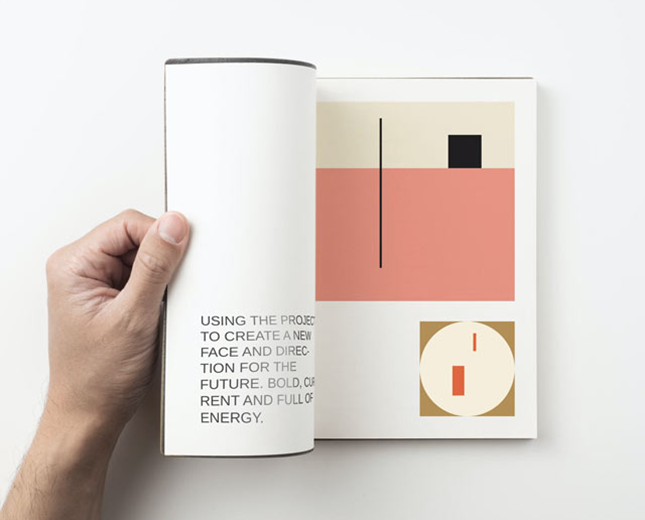 USING THE PROJECT
TO CREATE A NEW
FACE AND DIREC-
TION FOR THE
FUTURE. BOLD, CUR
RENT AND FULL OF
ENERGY.